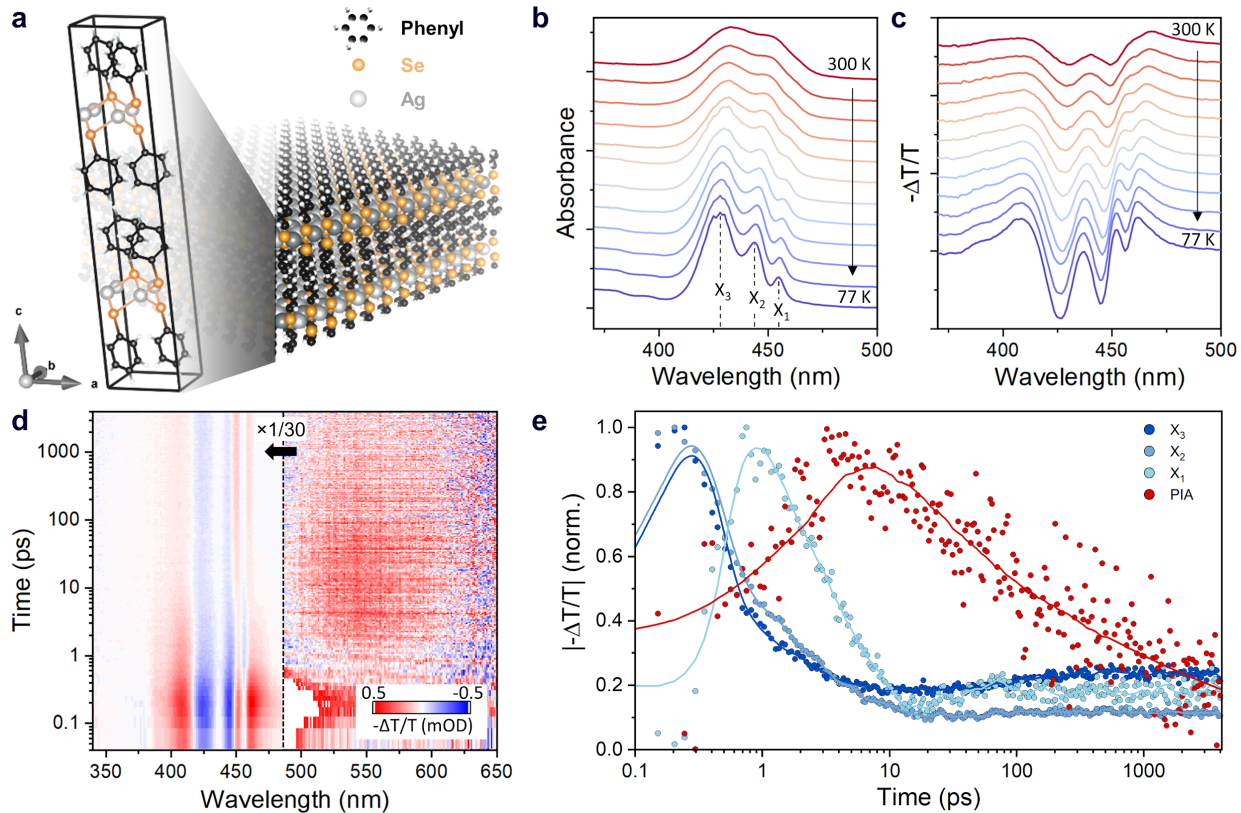 a
Phenyl
Se
Ag
c
b
a
b
Absorbance
300 K
77 K
X3
X2
X1
400
450
500
Wavelength (nm)
c
-ΔT/T
300 K
77 K
400
450
500
Wavelength (nm)
d
Time (ps)
1000
100
10
1
0.1
×1/30
0.5
-0.5
-ΔT/T (mOD)
350
400
450
500
550
600
650
Wavelength (nm)
e
|-ΔT/T| (norm.)
1.0
0.8
0.6
0.4
0.2
0.0
X3
X2
X1
PIA
0.1
1
10
100
1000
Time (ps)